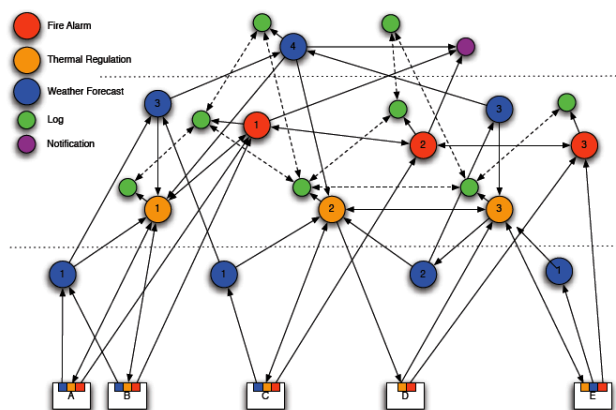 Fire Alarm
Thermal Regulation
Weather Forecast
Log
Notification
4
3
3
1
2
3
1
2
3
1
1
2
1
A
B
C
D
E